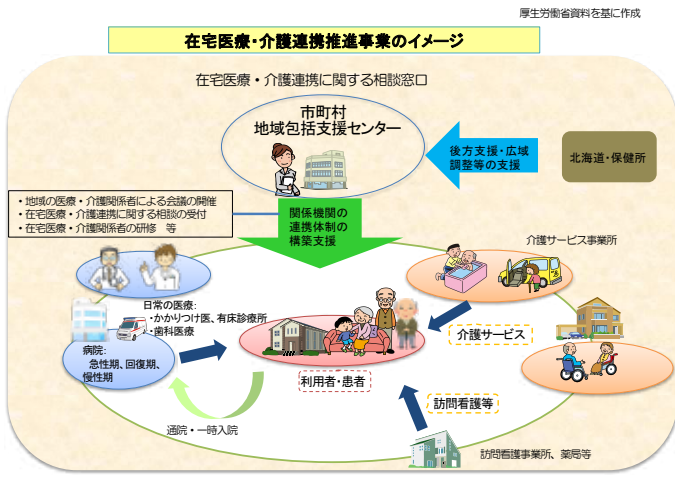 厚生労働省資料を基に作成
在宅医療・介護連携推進事業のイメージ
在宅医療・介護連携に関する相談窓口
市町村
地域包括支援センター
後方支援・広域
調整等の支援
北海道・保健所
・地域の医療・介護関係者による会議の開催
・在宅医療・介護連携に関する相談の受付
・在宅医療・介護関係者の研修　等
関係機関の
連携体制の
構築支援
介護サービス事業所
日常の医療:
・かかりつけ医、有床診療所
・歯科医療
介護サービス
病院:
急性期、回復期、
慢性期
利用者・患者
訪問看護等
通院・一時入院
訪問看護事業所、薬局等